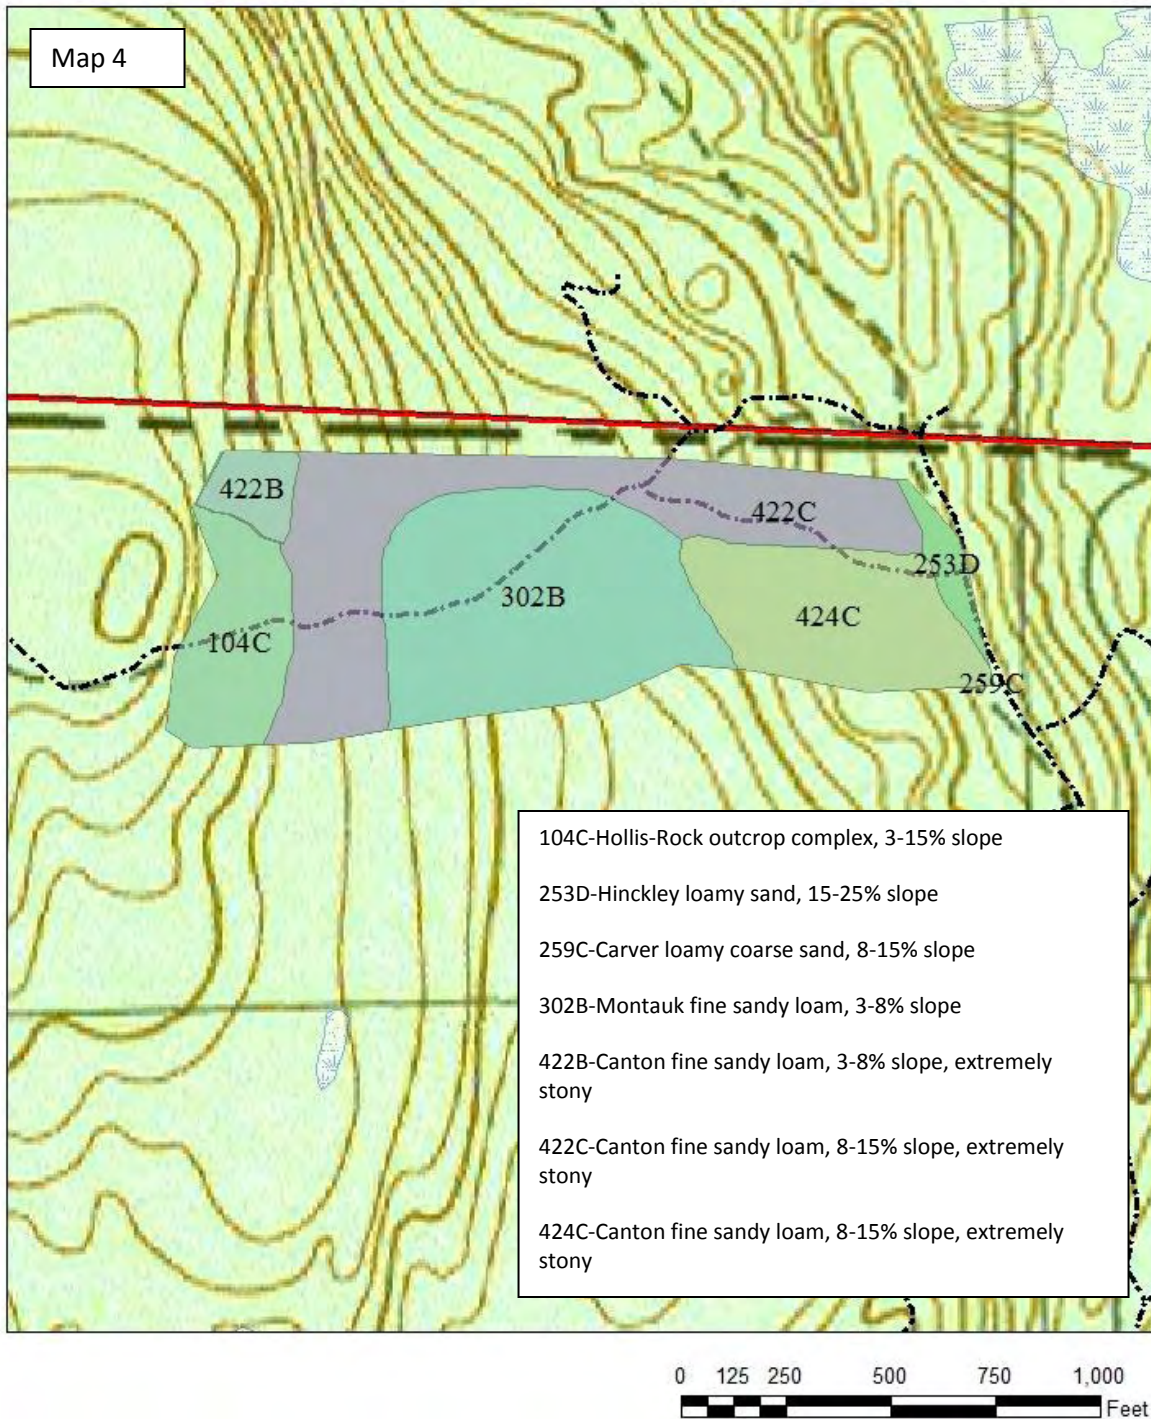 Map 4
422B
422C
253D
302B
424C
104C
259C
104C-Hollis-Rock outcrop complex, 3-15% slope
253D-Hinckley loamy sand, 15-25% slope
259C-Carver loamy coarse sand, 8-15% slope
302B-Montauk fine sandy loam, 3-8% slope
422B-Canton fine sandy loam, 3-8% slope, extremely
stony
422C-Canton fine sandy loam, 8-15% slope, extremely
stony
424C-Canton fine sandy loam, 8-15% slope, extremely
stony
0 125 250 500 750 1,000
Feet